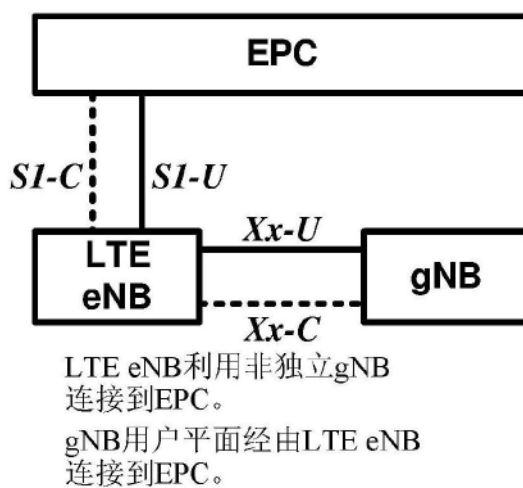 EPC
S1-C
S1-U
LTE
eNB
Xx-U
gNB
Xx-C
LTE eNB利用非独立gNB
连接到EPC。
gNB用户平面经由LTE eNB
连接到EPC。